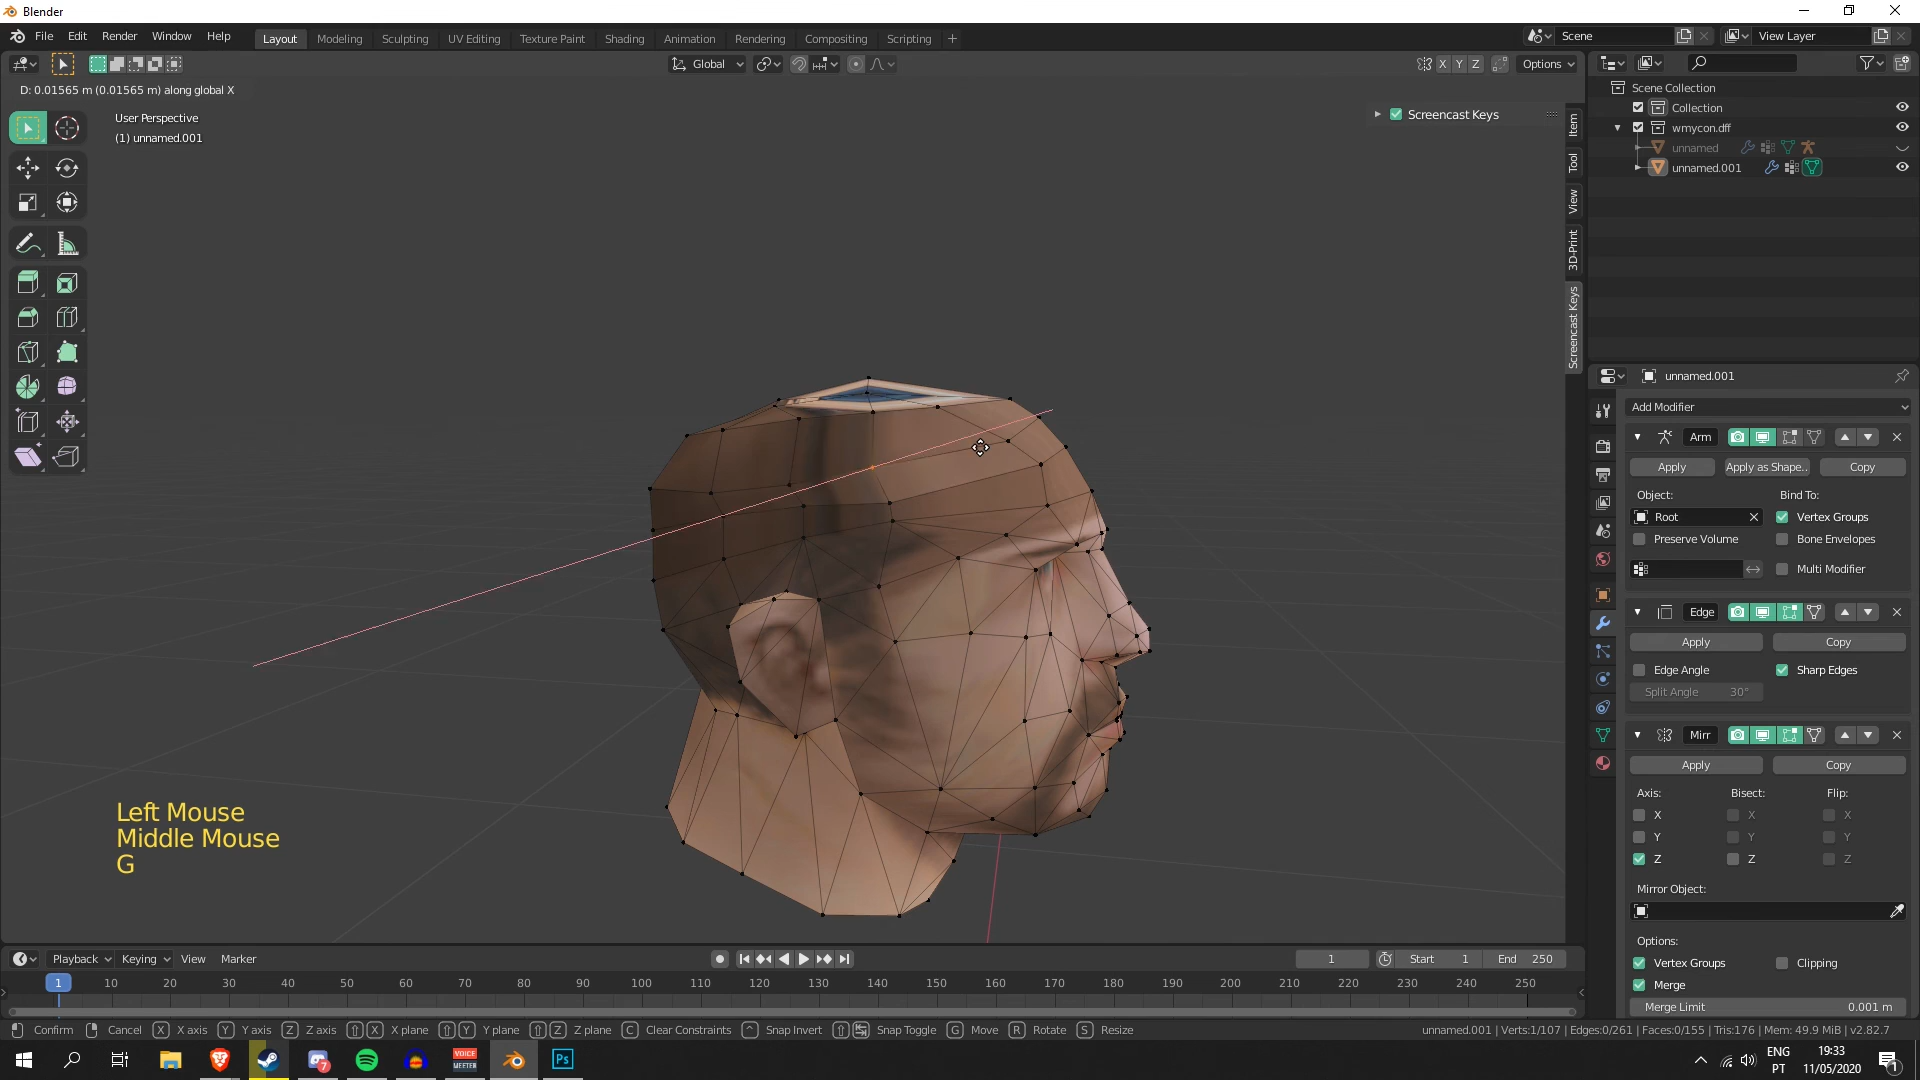 Blender
File Edit Render Window Help
Layout Modeling Sculpting UV Editing Texture Paint Shading Animation Rendering Compositing Scripting +
Scene
View Layer
Global
X Y Z
Options
D: 0.01565 m (0.01565 m) along global X
User Perspective
(1) unnamed.001
Screencast Keys
Item
Tool
View
3D-Print
Screencast Keys
Scene Collection
Collection
wmycon.dff
unnamed
unnamed.001
unnamed.001
Add Modifier
Arm
Apply Apply as Shape.. Copy
Object: Bind To:
Root Vertex Groups
Preserve Volume Bone Envelopes
Multi Modifier
Edge
Apply Copy
Edge Angle Sharp Edges
Split Angle 30°
Mirr
Apply Copy
Axis: Bisect: Flip:
X X X
Y Y Y
Z Z Z
Mirror Object:
Options:
Vertex Groups Clipping
Merge
Merge Limit 0.001 m
Left Mouse
Middle Mouse
G
Playback Keying View Marker
1 Start 1 End 250
1 10 20 30 40 50 60 70 80 90 100 110 120 130 140 150 160 170 180 190 200 210 220 230 240 250
Confirm Cancel X X axis Y Y axis Z Z axis X X plane Y Y plane Z Z plane C Clear Constraints ^ Snap Invert Snap Toggle G Move R Rotate S Resize
unnamed.001 | Verts:1/107 | Edges:0/261 | Faces:0/155 | Tris:176 | Mem: 49.9 MiB | v2.82.7
7
VOICE
MEETER
Ps
ENG
PT
19:33
11/05/2020
1